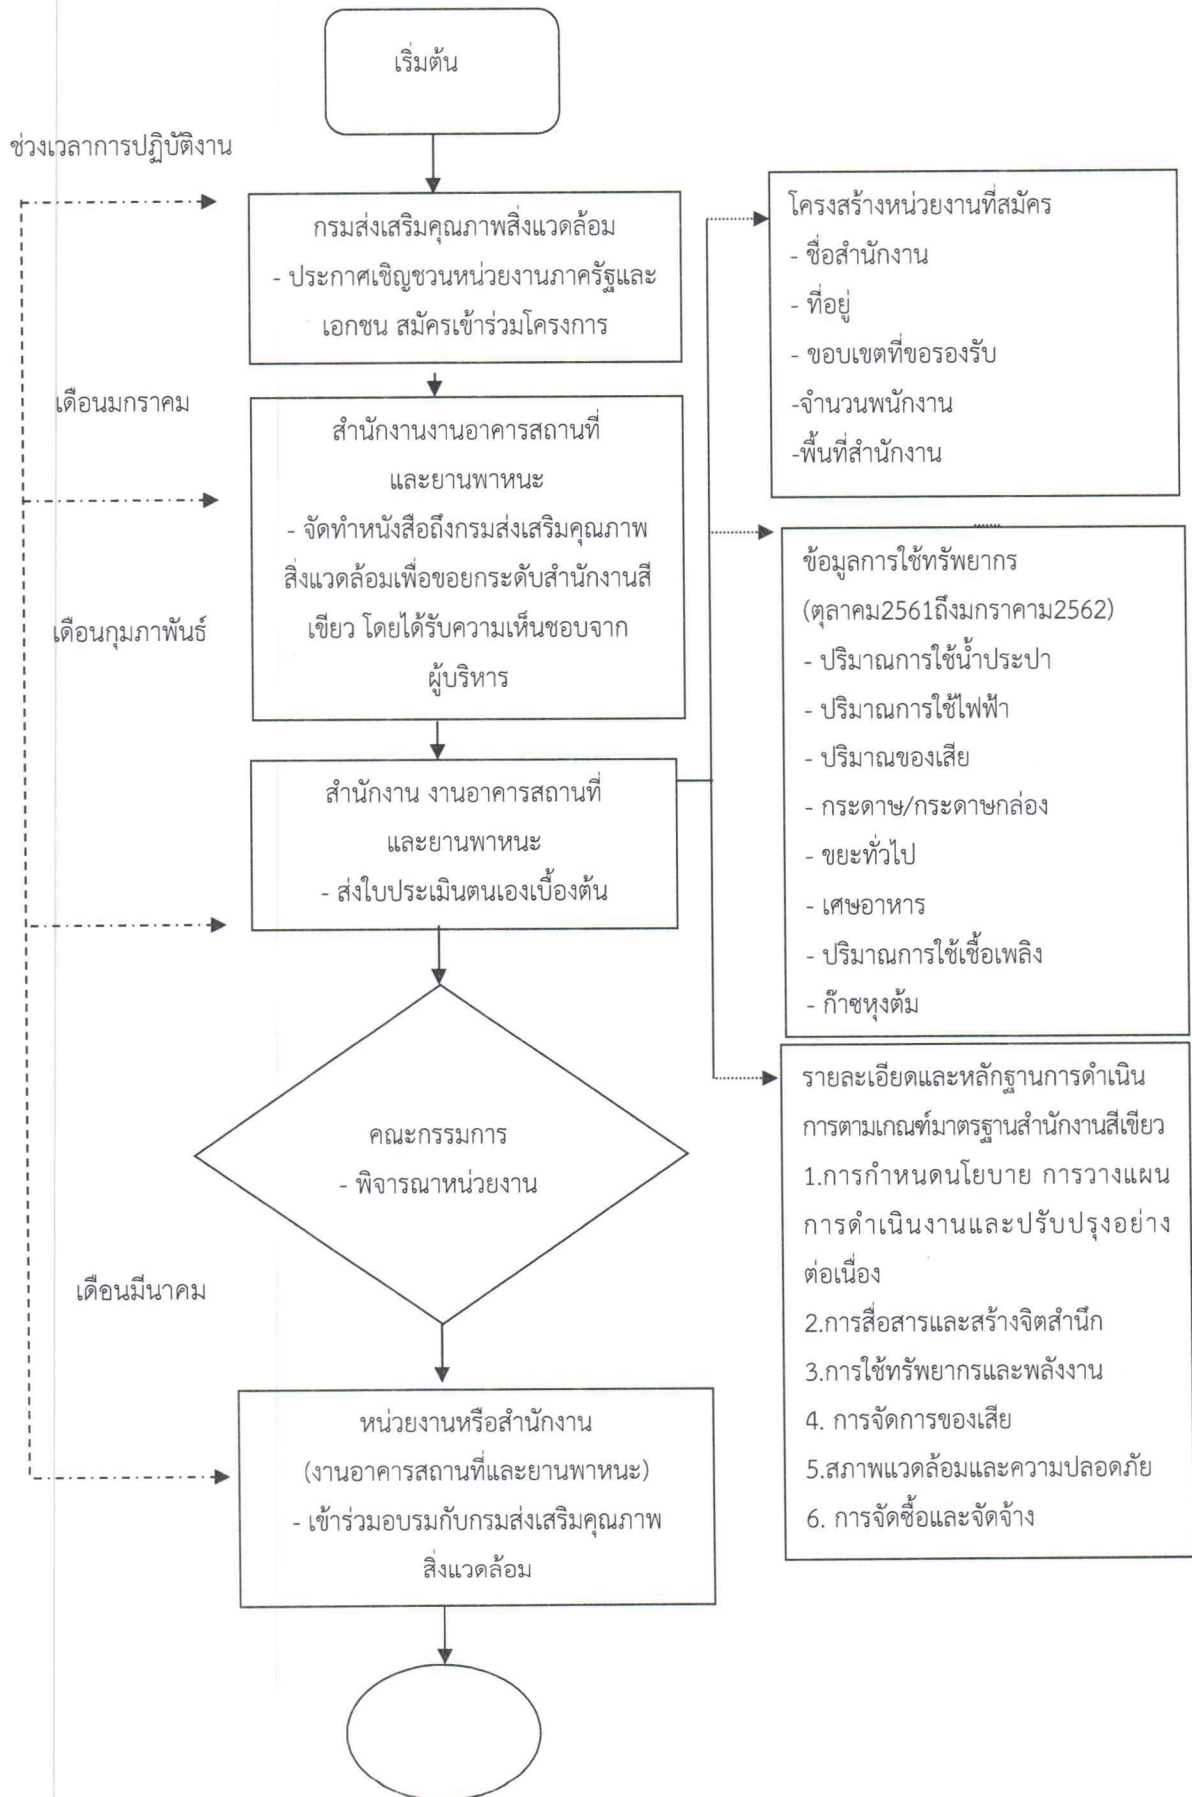 เริ่มต้น
ช่วงเวลาการปฏิบัติงาน
กรมส่งเสริมคุณภาพสิ่งแวดล้อม
- ประกาศเชิญชวนหน่วยงานภาครัฐและ
เอกชน สมัครเข้าร่วมโครงการ
เดือนมกราคม
สำนักงานงานอาคารสถานที่
และยานพาหนะ
- จัดทำหนังสือถึงกรมส่งเสริมคุณภาพ
สิ่งแวดล้อมเพื่อขอยกระดับสำนักงานสี
เขียว โดยได้รับความเห็นชอบจาก
ผู้บริหาร
เดือนกุมภาพันธ์
สำนักงาน งานอาคารสถานที่
และยานพาหนะ
- ส่งใบประเมินตนเองเบื้องต้น
โครงสร้างหน่วยงานที่สมัคร
- ชื่อสำนักงาน
- ที่อยู่
- ขอบเขตที่ขอรองรับ
-จำนวนพนักงาน
-พื้นที่สำนักงาน
ข้อมูลการใช้ทรัพยากร
(ตุลาคม2561ถึงมกราคาม2562)
- ปริมาณการใช้น้ำประปา
- ปริมาณการใช้ไฟฟ้า
- ปริมาณของเสีย
- กระดาษ/กระดาษกล่อง
- ขยะทั่วไป
- เศษอาหาร
- ปริมาณการใช้เชื้อเพลิง
- ก๊าซหุงต้ม
รายละเอียดและหลักฐานการดำเนิน
การตามเกณฑ์มาตรฐานสำนักงานสีเขียว
1.การกำหนดนโยบาย การวางแผน
การดำเนินงานและปรับปรุงอย่าง
ต่อเนื่อง
2.การสื่อสารและสร้างจิตสำนึก
3.การใช้ทรัพยากรและพลังงาน
4. การจัดการของเสีย
5.สภาพแวดล้อมและความปลอดภัย
6. การจัดซื้อและจัดจ้าง
คณะกรรมการ
- พิจารณาหน่วยงาน
เดือนมีนาคม
หน่วยงานหรือสำนักงาน
(งานอาคารสถานที่และยานพาหนะ)
- เข้าร่วมอบรมกับกรมส่งเสริมคุณภาพ
สิ่งแวดล้อม